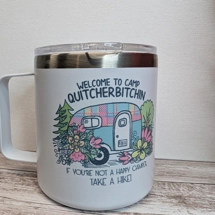 WELCOME TO CAMP
QUITCHERBITCHIN
IF YOU'RE NOT A HAPPY CAMPER,
TAKE A HIKE!